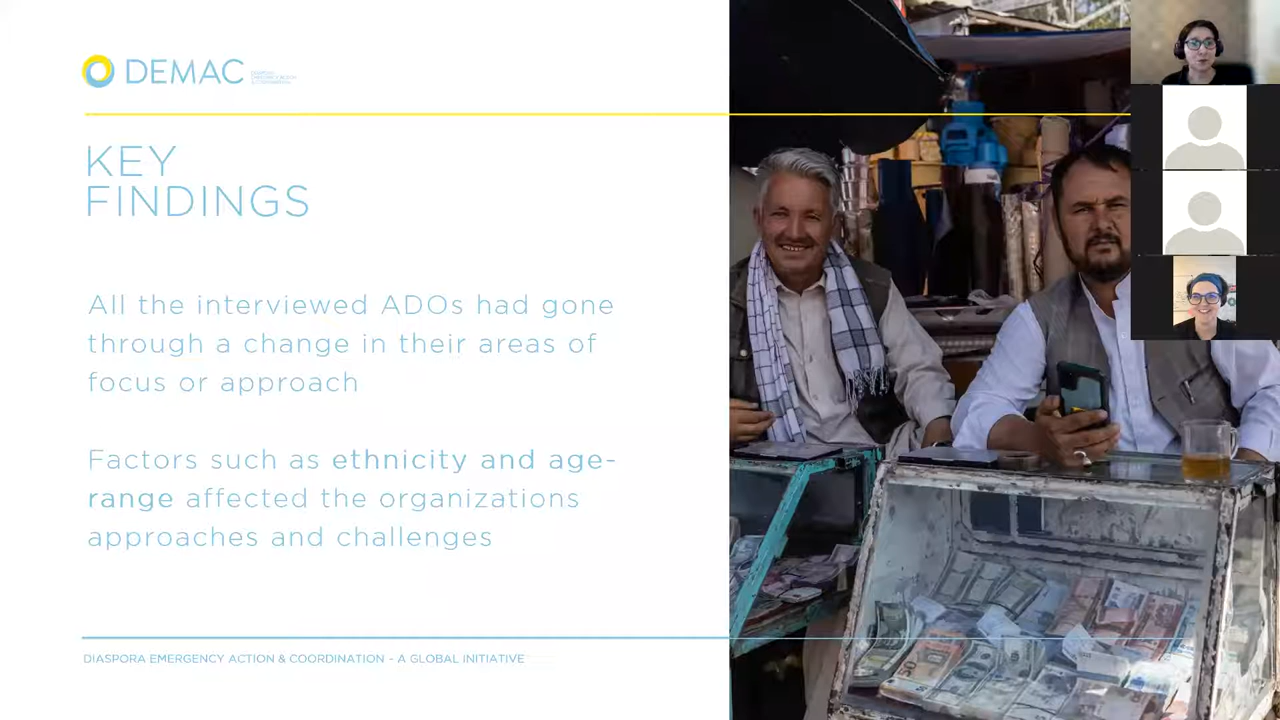 DEMAC
KEY
FINDINGS
All the interviewed ADOs had gone
through a change in their areas of
focus or approach
Factors such as ethnicity and age-
range affected the organizations
approaches and challenges
DIASPORA EMERGENCY ACTION & COORDINATION - A GLOBAL INITIATIVE